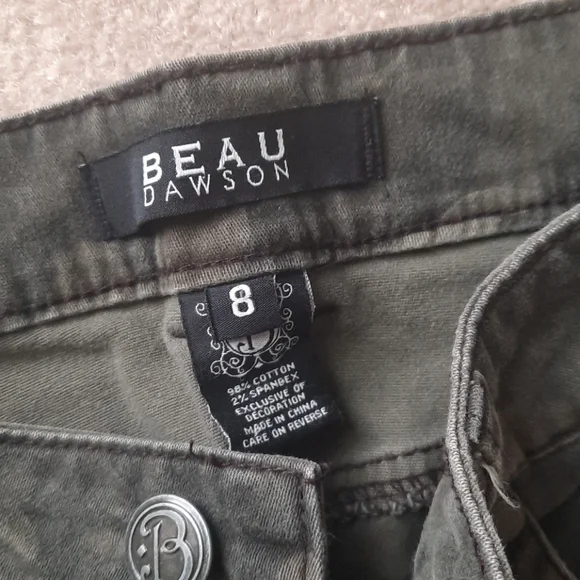 BEAU
DAWSON
8
98% COTTON
2% SPANDEX
EXCLUSIVE OF
DECORATION
MADE IN CHINA
CARE ON REVERSE
B